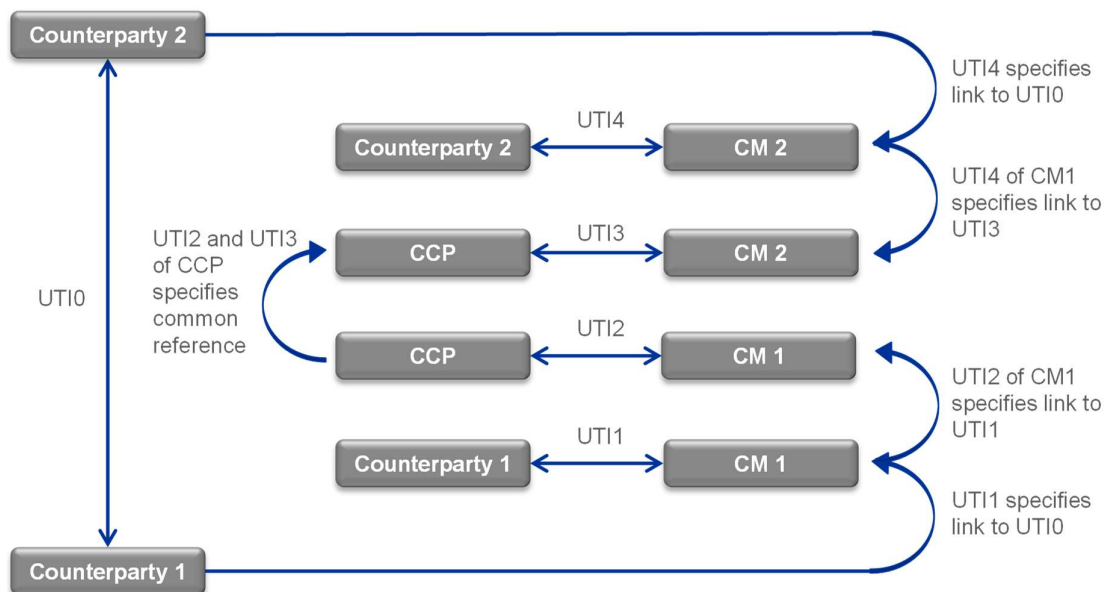 Counterparty 2
UTI4 specifies
link to UTI0
UTI4
Counterparty 2
CM 2
UTI4 of CM1
specifies link to
UTI3
UTI2 and UTI3
of CCP
specifies
common
reference
UTI3
CCP
CM 2
UTI0
UTI2
CCP
CM 1
UTI2 of CM1
specifies link to
UTI1
UTI1
Counterparty 1
CM 1
UTI1 specifies
link to UTI0
Counterparty 1